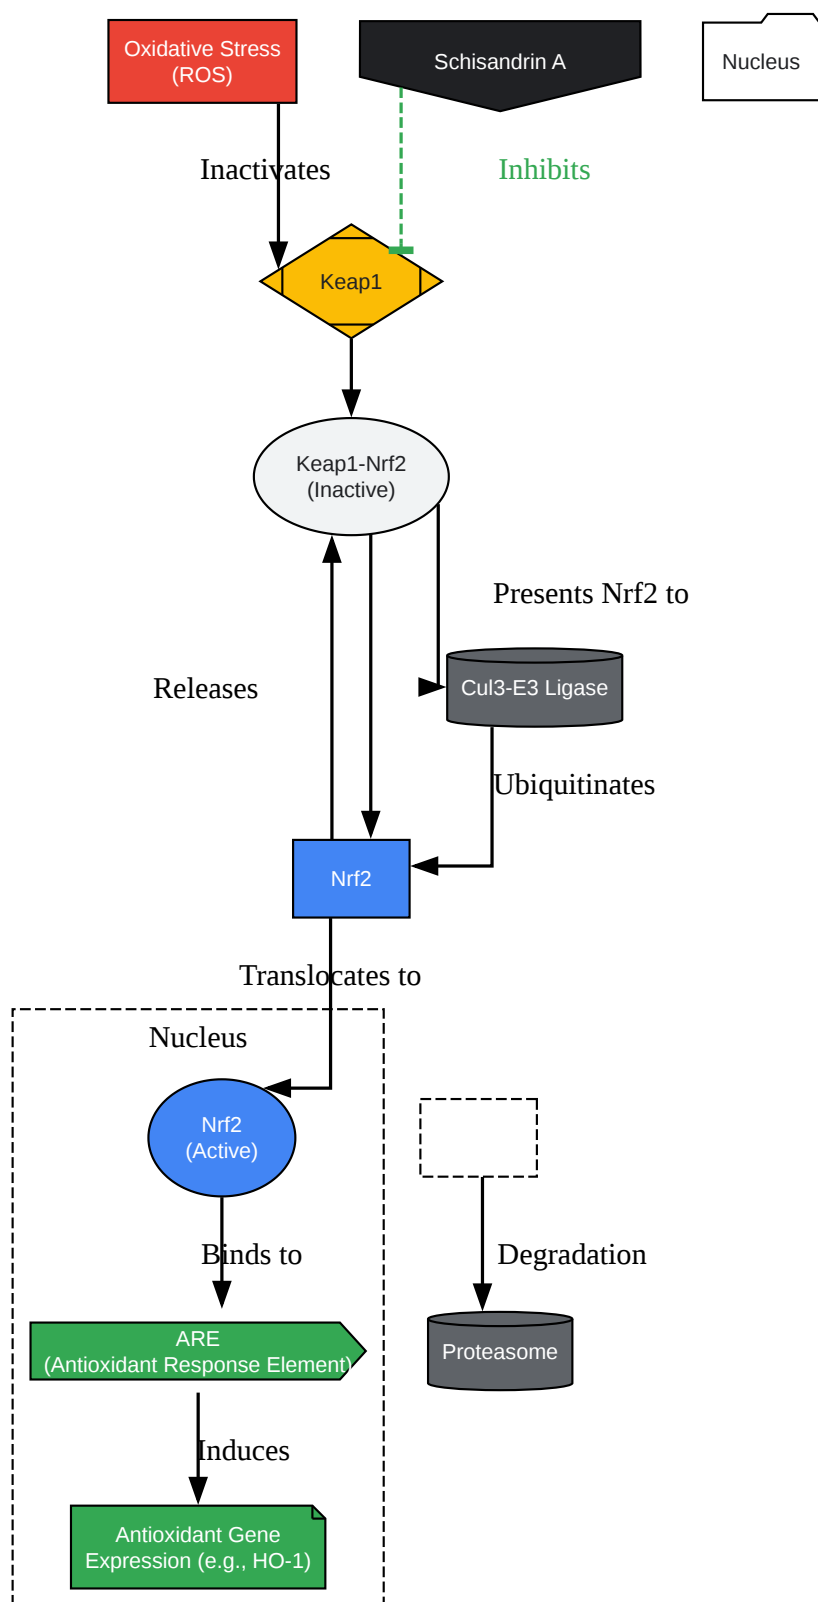 Oxidative Stress
(ROS)
Schisandrin A
Nucleus
Inactivates
Inhibits
Keap1
Keap1-Nrf2
(Inactive)
Presents Nrf2 to
Releases
Cul3-E3 Ligase
Ubiquitinates
Nrf2
Translocates to
Nucleus
Nrf2
(Active)
Binds to
Degradation
ARE
(Antioxidant Response Element)
Proteasome
Induces
Antioxidant Gene
Expression (e.g., HO-1)